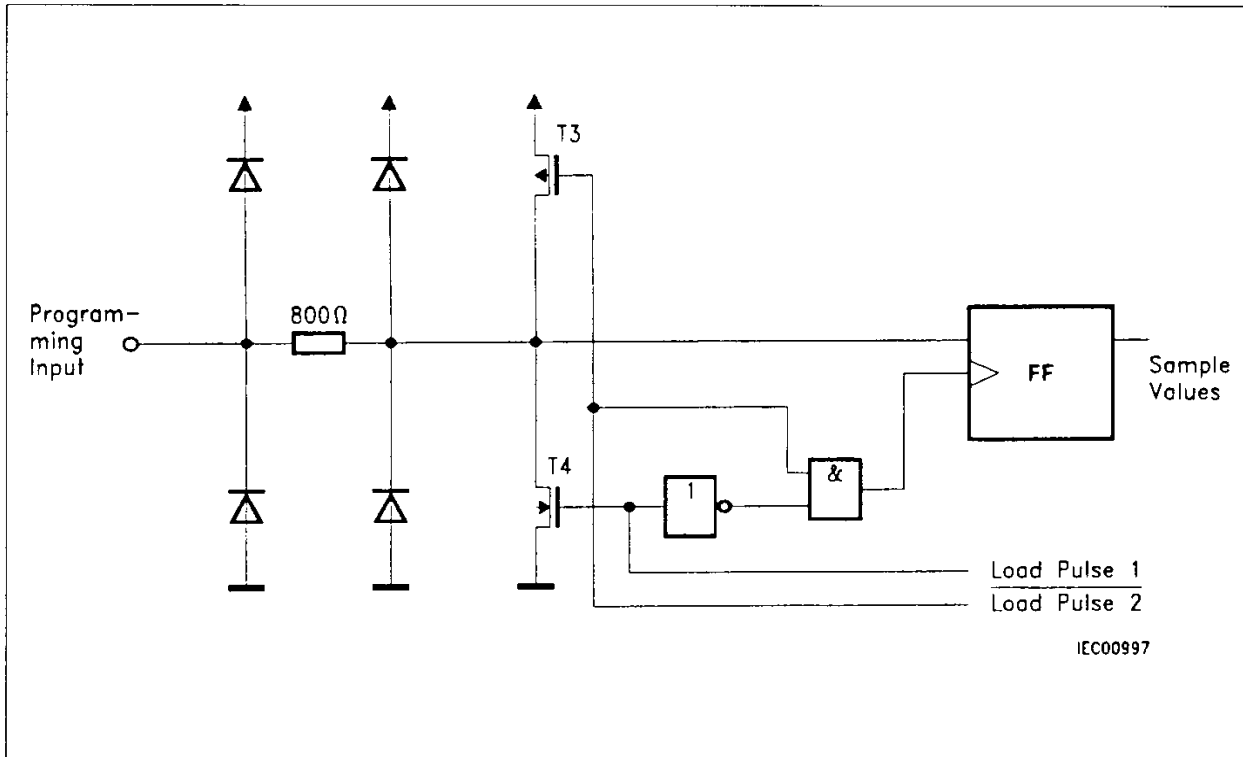 T3
800Ω
Program-
ming
Input
FF
Sample
Values
T4
1
&
Load Pulse 1
Load Pulse 2
IEC00997